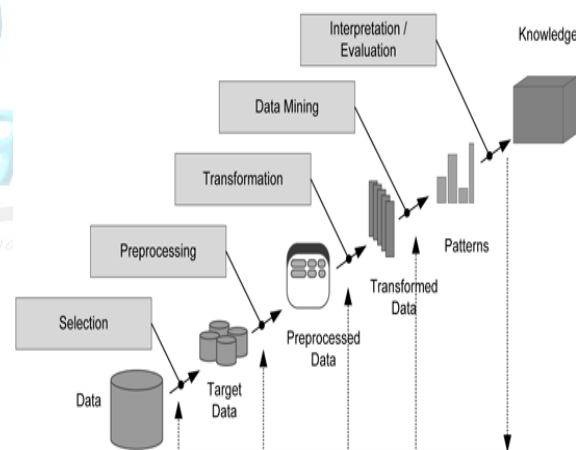 Interpretation /
Evaluation
Knowledge
Data Mining
Transformation
Patterns
Preprocessing
Transformed
Data
Selection
Preprocessed
Data
Target
Data
Data